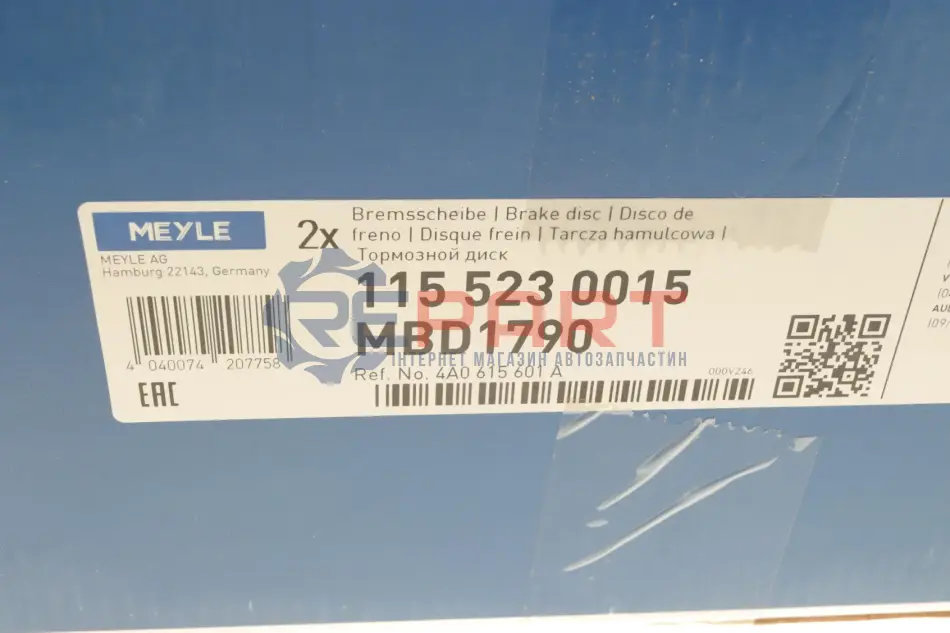 MEYLE
MEYLE AG
Hamburg 22143, Germany
2x
Bremsscheibe | Brake disc | Disco de
freno | Disque frein | Tarcza hamulcowa |
Тормозной диск
115 523 0015
MBD1790
Ref. No. 4A0 615 601 A
000VZ46
4 040074 207758
EAC
RE PART
ІНТЕРНЕТ МАГАЗИН АВТОЗАПЧАСТИН